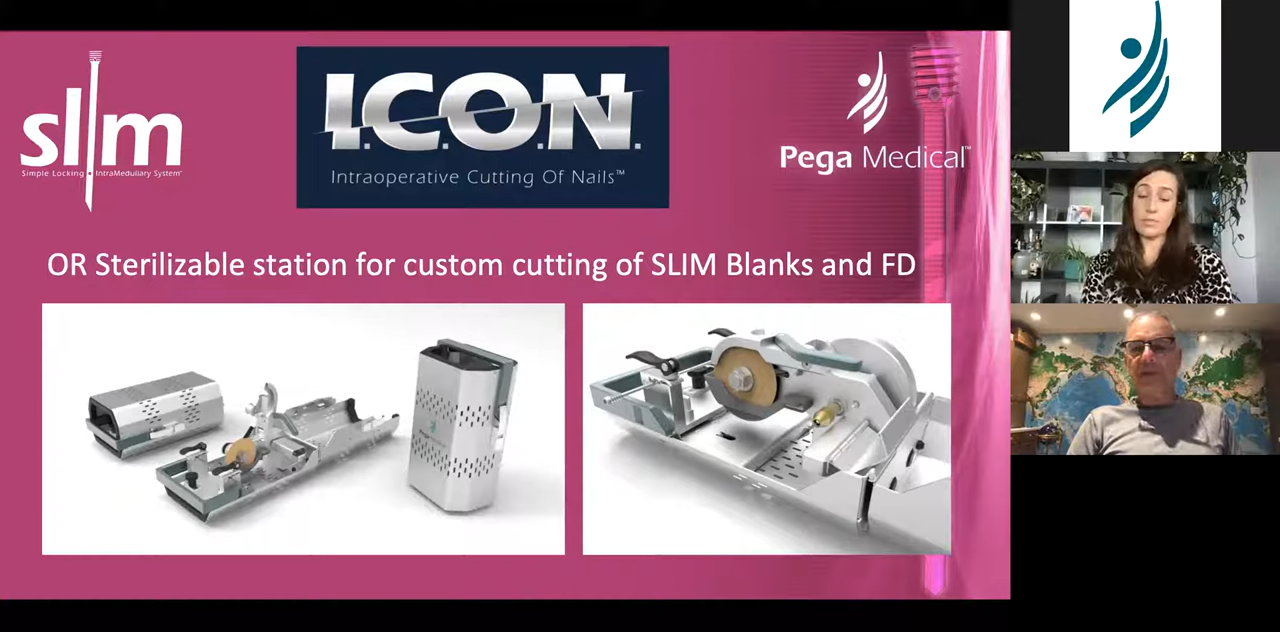 slim
Simple Locking IntraMedullary System™
I.C.O.N.
Intraoperative Cutting Of Nails™
Pega Medical™
OR Sterilizable station for custom cutting of SLIM Blanks and FD